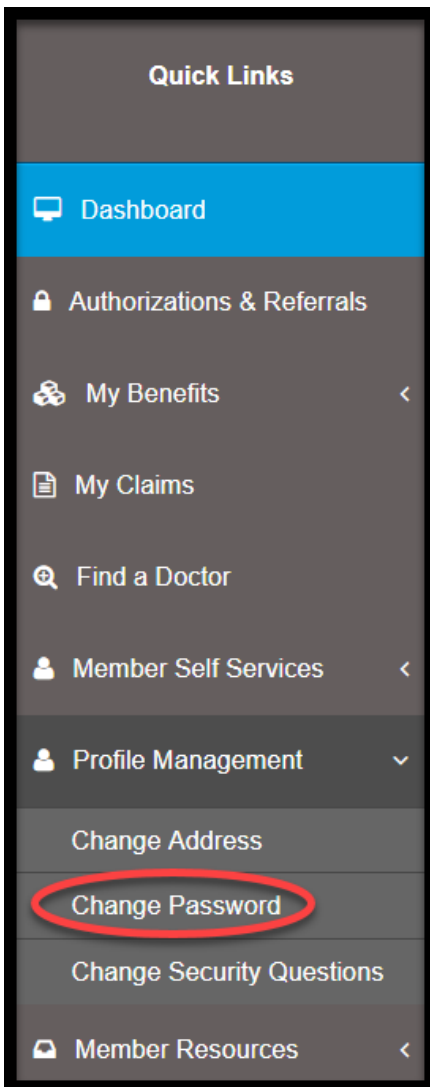 Quick Links
Dashboard
Authorizations & Referrals
My Benefits
My Claims
Find a Doctor
Member Self Services
Profile Management
Change Address
Change Password
Change Security Questions
Member Resources